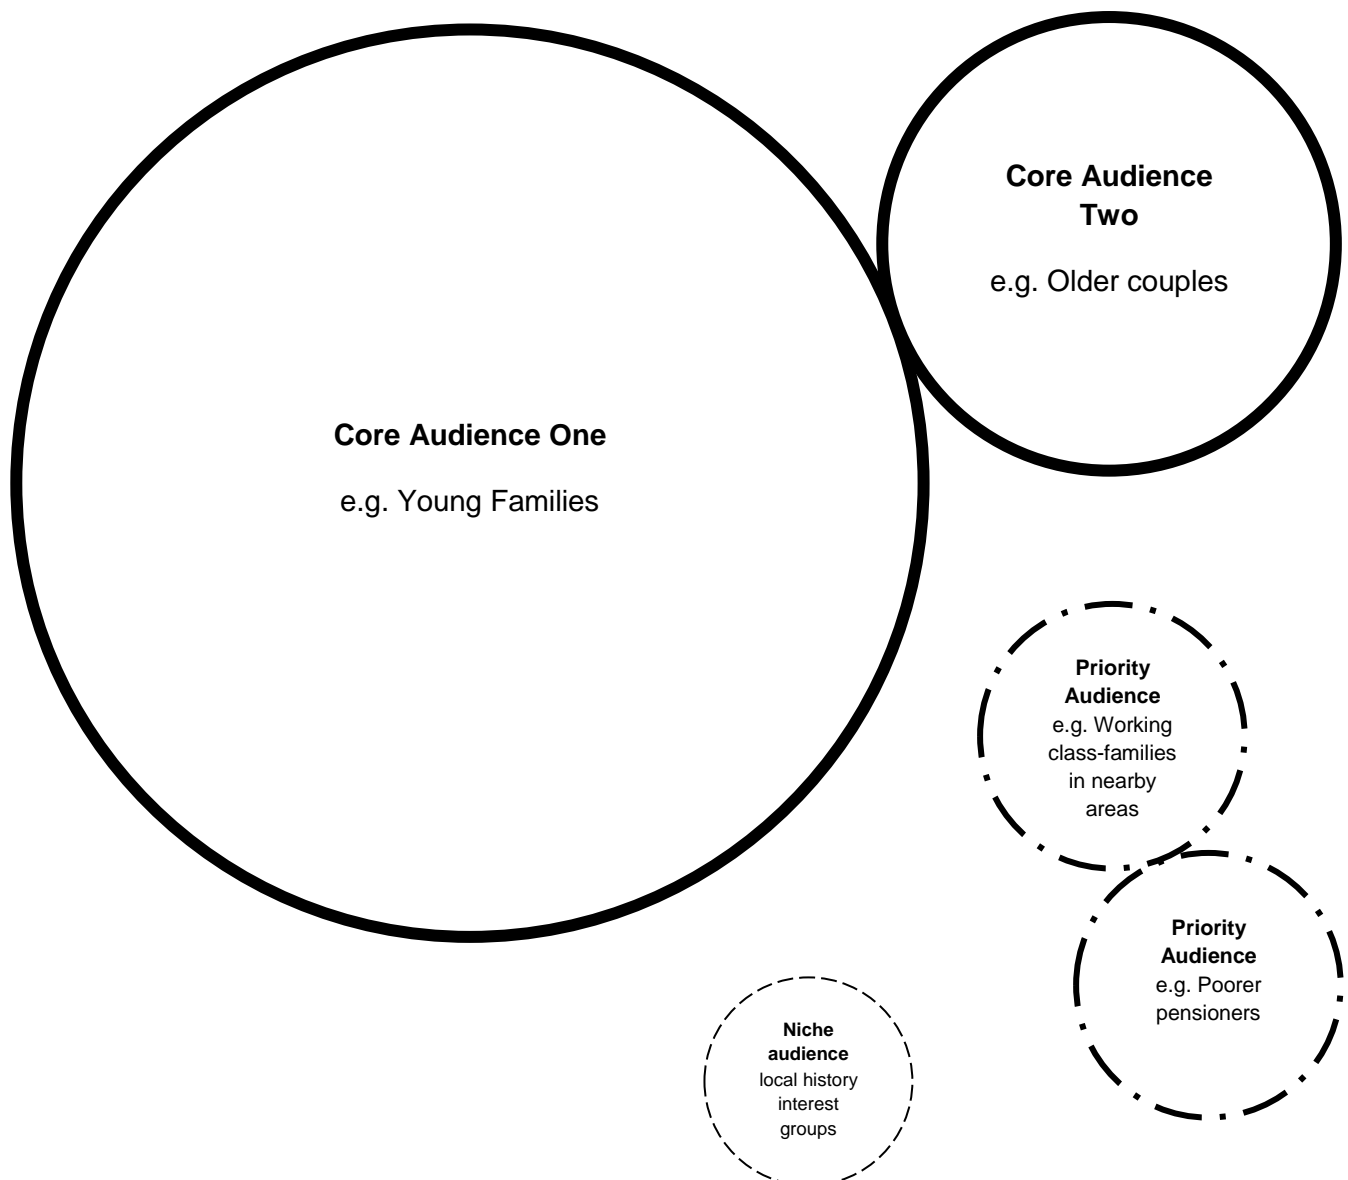 Core Audience One
e.g. Young Families
Core Audience
Two
e.g. Older couples
Priority
Audience
e.g. Working
class-families
in nearby
areas
Priority
Audience
e.g. Poorer
pensioners
Niche
audience
local history
interest
groups